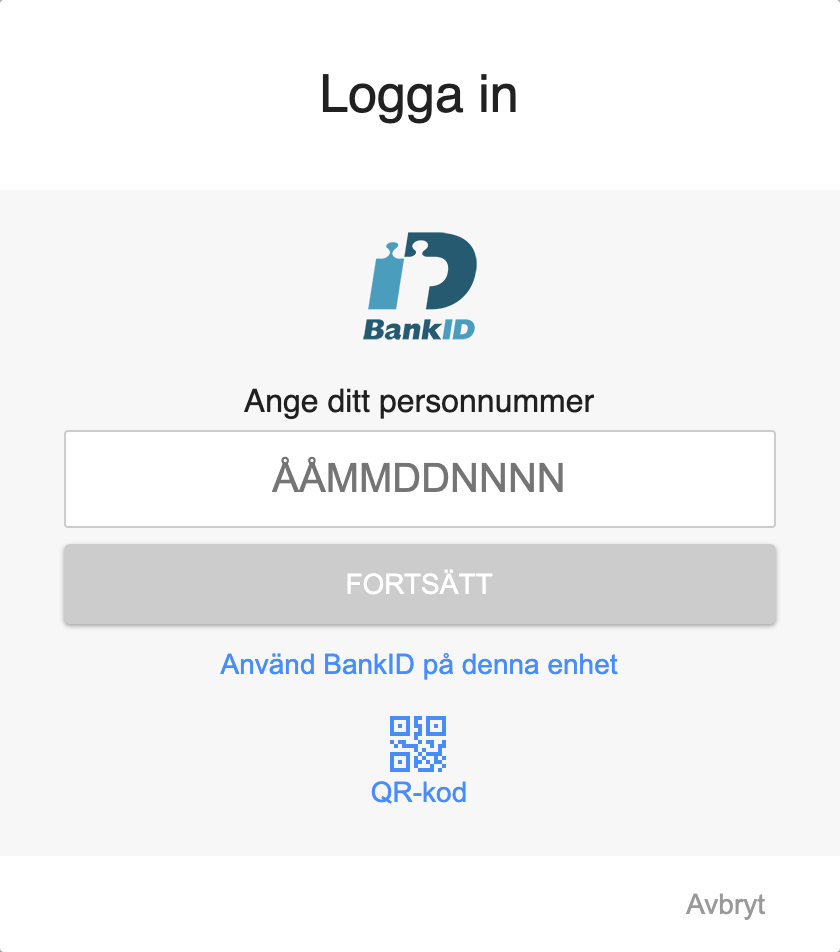 Logga in
BankID
Ange ditt personnummer
ÅÅMMDDNNNN
FORTSÄTT
Använd BankID på denna enhet
QR-kod
Avbryt